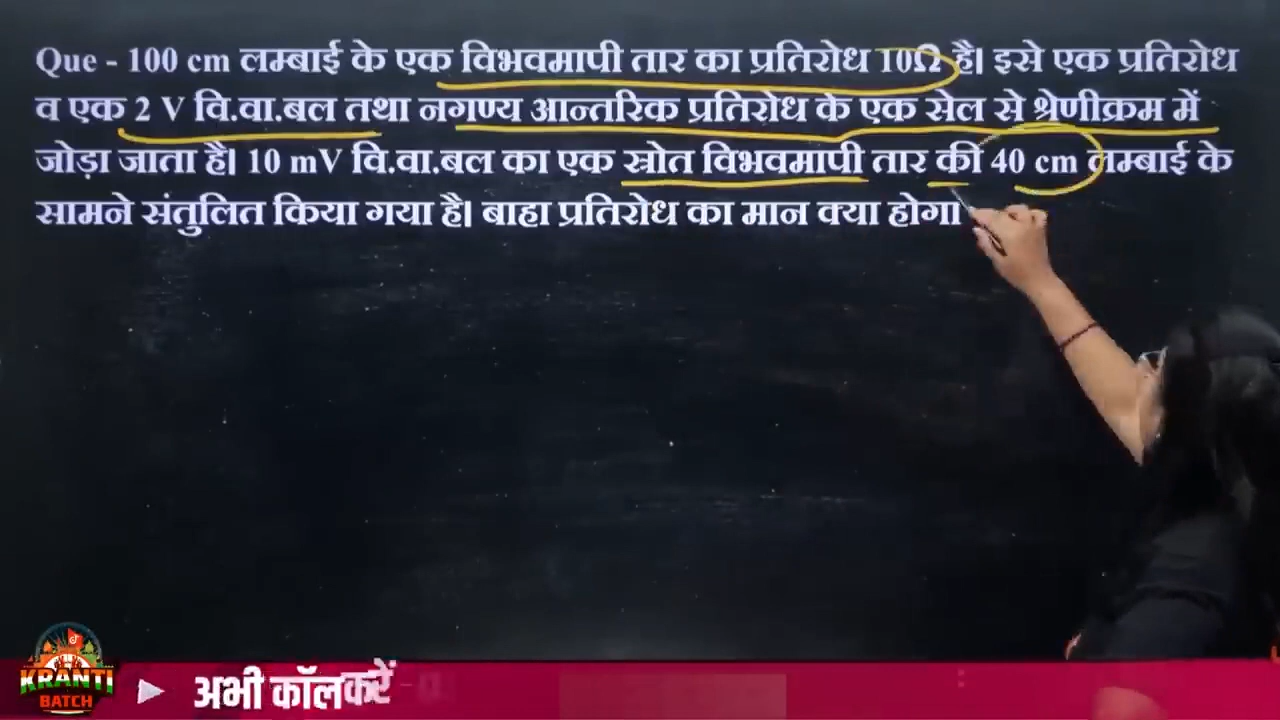 Que - 100 cm लम्बाई के एक विभवमापी तार का प्रतिरोध 10Ω है। इसे एक प्रतिरोध
व एक 2 V वि.वा.बल तथा नगण्य आन्तरिक प्रतिरोध के एक सेल से श्रेणीक्रम में
जोड़ा जाता है। 10 mV वि.वा.बल का एक स्रोत विभवमापी तार की 40 cm लम्बाई के
सामने संतुलित किया गया है। बाहा प्रतिरोध का मान क्या होगा
KRANTI
BATCH
अभी कॉल करें